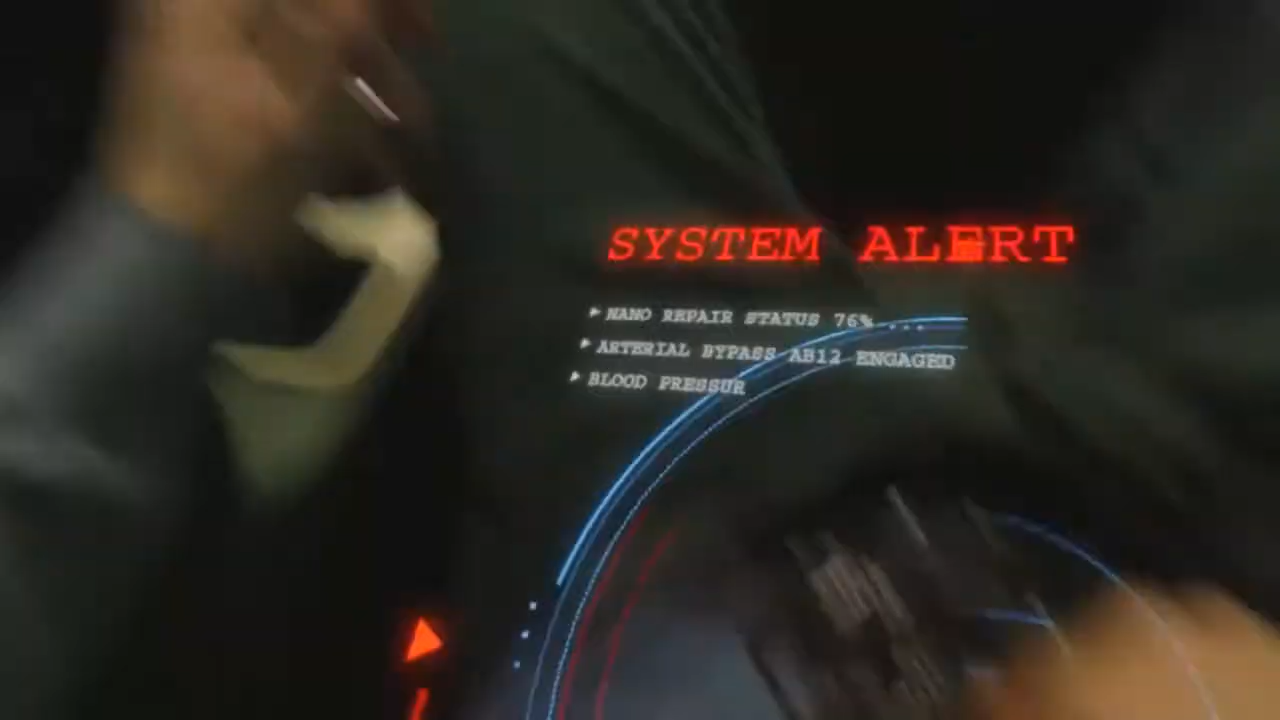 SYSTEM ALERT
NANO REPAIR STATUS 76%...
ARTERIAL BYPASS AB12 ENGAGED
BLOOD PRESSUR